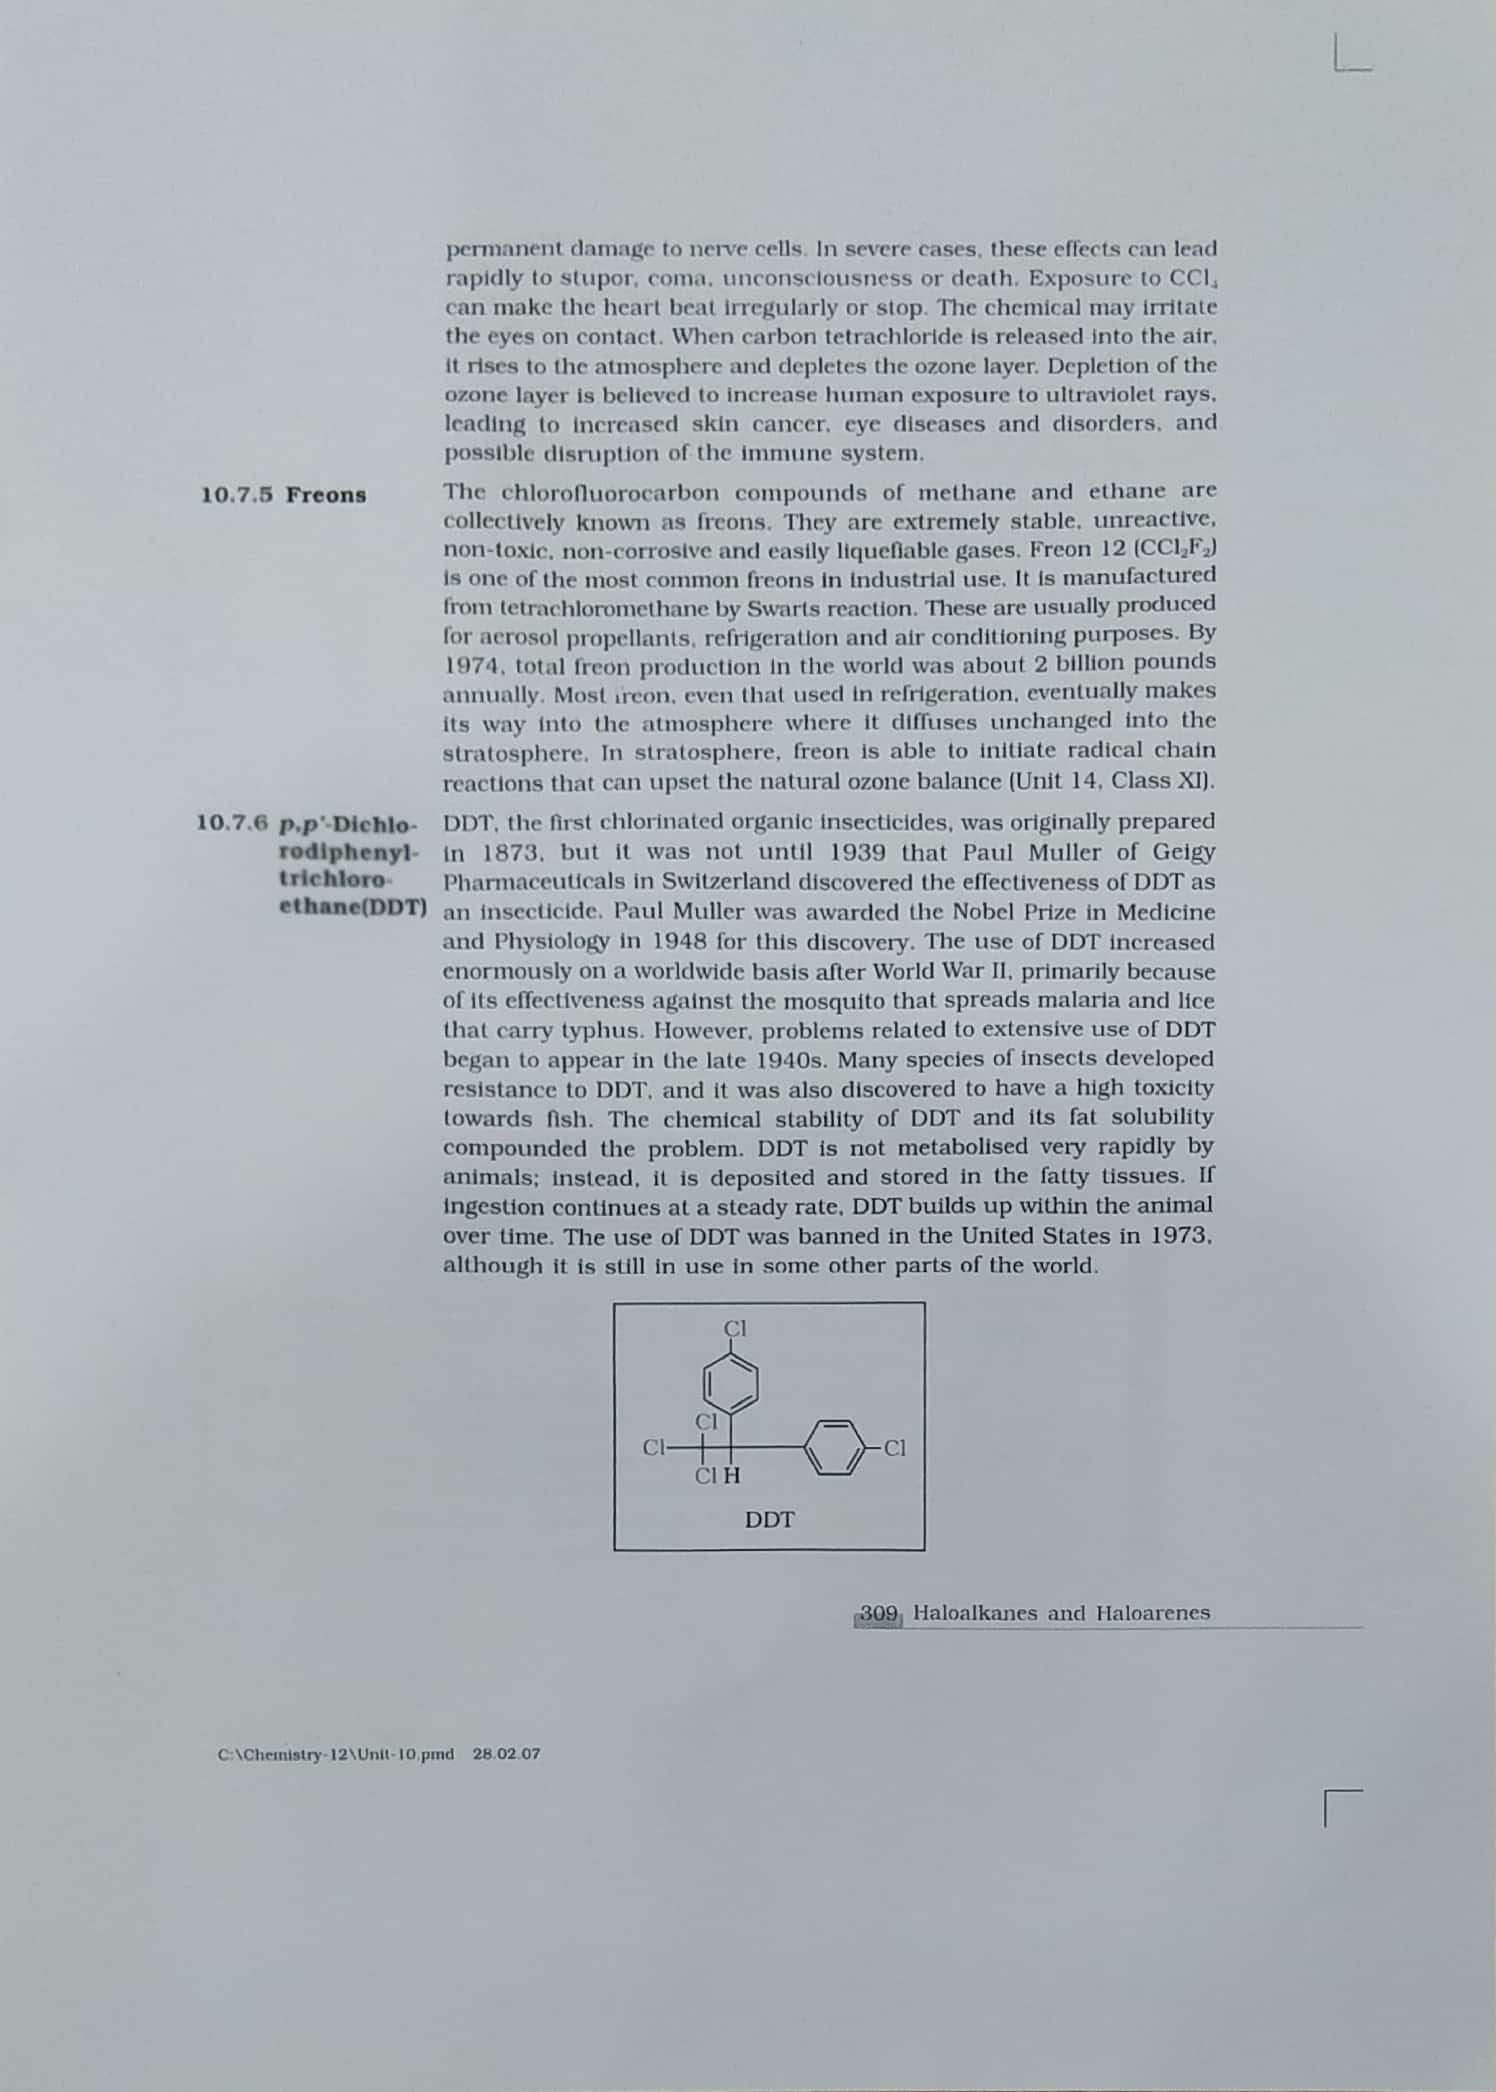 permanent damage to nerve cells. In severe cases, these effects can lead
rapidly to stupor, coma, unconsciousness or death. Exposure to CCl₄
can make the heart beat irregularly or stop. The chemical may irritate
the eyes on contact. When carbon tetrachloride is released into the air,
it rises to the atmosphere and depletes the ozone layer. Depletion of the
ozone layer is believed to increase human exposure to ultraviolet rays,
leading to increased skin cancer, eye diseases and disorders, and
possible disruption of the immune system.
10.7.5 Freons
The chlorofluorocarbon compounds of methane and ethane are
collectively known as freons. They are extremely stable, unreactive,
non-toxic, non-corrosive and easily liquefiable gases. Freon 12 (CCl₂F₂)
is one of the most common freons in industrial use. It is manufactured
from tetrachloromethane by Swarts reaction. These are usually produced
for aerosol propellants, refrigeration and air conditioning purposes. By
1974, total freon production in the world was about 2 billion pounds
annually. Most freon, even that used in refrigeration, eventually makes
its way into the atmosphere where it diffuses unchanged into the
stratosphere. In stratosphere, freon is able to initiate radical chain
reactions that can upset the natural ozone balance (Unit 14, Class XI).
10.7.6 p,p'-Dichlo-
rodiphenyl-
trichloro-
ethane(DDT)
DDT, the first chlorinated organic insecticides, was originally prepared
in 1873, but it was not until 1939 that Paul Muller of Geigy
Pharmaceuticals in Switzerland discovered the effectiveness of DDT as
an insecticide. Paul Muller was awarded the Nobel Prize in Medicine
and Physiology in 1948 for this discovery. The use of DDT increased
enormously on a worldwide basis after World War II, primarily because
of its effectiveness against the mosquito that spreads malaria and lice
that carry typhus. However, problems related to extensive use of DDT
began to appear in the late 1940s. Many species of insects developed
resistance to DDT, and it was also discovered to have a high toxicity
towards fish. The chemical stability of DDT and its fat solubility
compounded the problem. DDT is not metabolised very rapidly by
animals; instead, it is deposited and stored in the fatty tissues. If
ingestion continues at a steady rate, DDT builds up within the animal
over time. The use of DDT was banned in the United States in 1973,
although it is still in use in some other parts of the world.
Cl
Cl
Cl Cl
Cl H
DDT
309 Haloalkanes and Haloarenes
C:\Chemistry-12\Unit-10.pmd 28.02.07